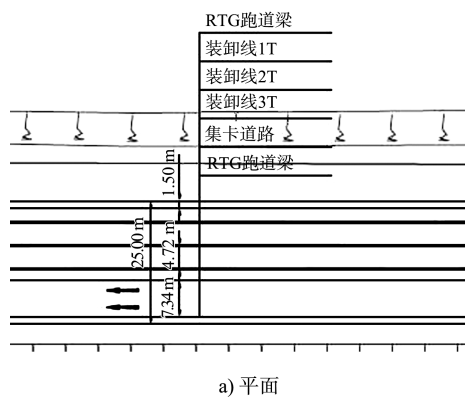 RTG跑道梁
装卸线1T
装卸线2T
装卸线3T
集卡道路
RTG跑道梁
1.50 m
25.00 m
4.72 m
7.34 m
a) 平面